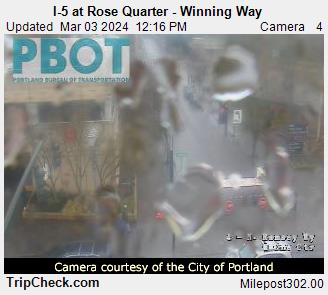 I-5 at Rose Quarter - Winning Way
Updated Mar 03 2024 12:16 PM Camera 4
PBOT
PORTLAND BUREAU OF TRANSPORTATION
Camera courtesy of the City of Portland
TripCheck.com Milepost302.00